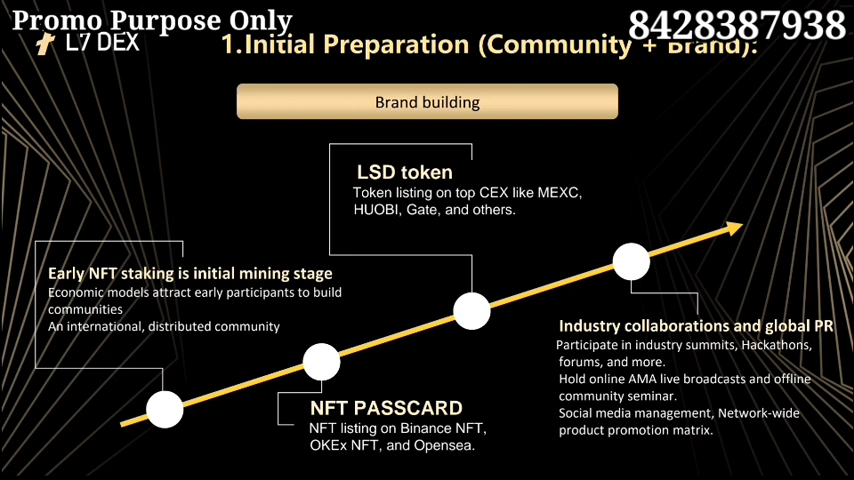 Promo Purpose Only
8428387938
L7 DEX
1.Initial Preparation (Community + Brand):
Brand building
LSD token
Token listing on top CEX like MEXC,
HUOBI, Gate, and others.
Early NFT staking is initial mining stage
Economic models attract early participants to build
communities
An international, distributed community
Industry collaborations and global PR
Participate in industry summits, Hackathons,
forums, and more.
Hold online AMA live broadcasts and offline
community seminar.
Social media management, Network-wide
product promotion matrix.
NFT PASSCARD
NFT listing on Binance NFT,
OKEx NFT, and Opensea.